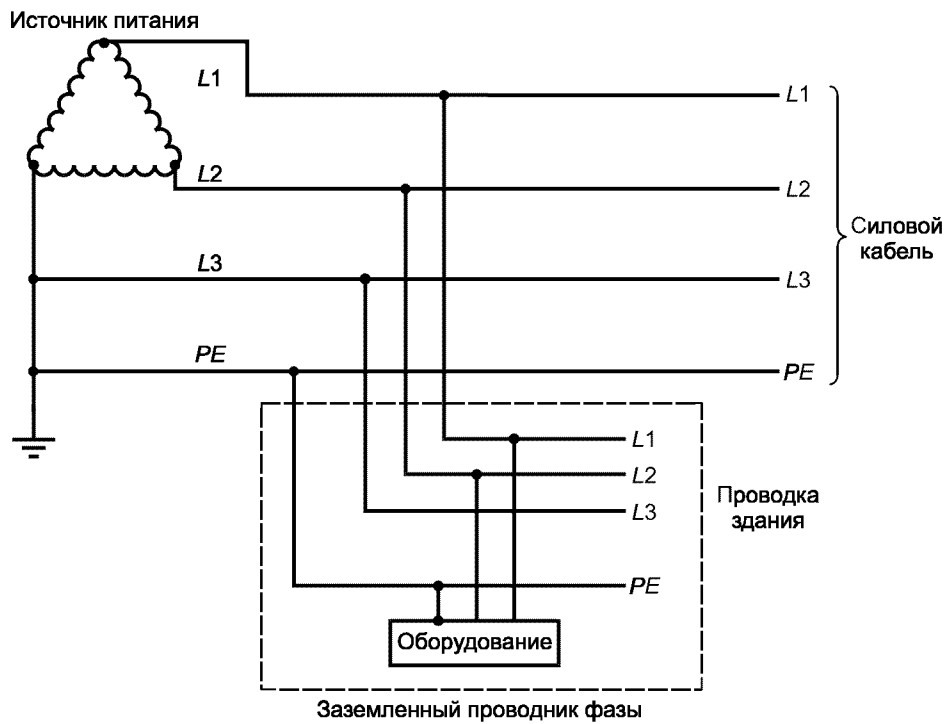 Источник питания
L1
L1
L2
L2
Силовой
кабель
L3
L3
PE
PE
L1
L2
Проводка
здания
L3
PE
Оборудование
Заземленный проводник фазы